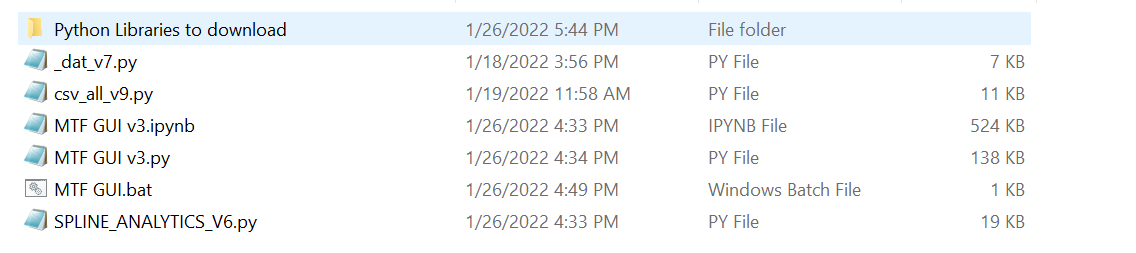 Python Libraries to download 1/26/2022 5:44 PM File folder
_dat_v7.py 1/18/2022 3:56 PM PY File 7 KB
csv_all_v9.py 1/19/2022 11:58 AM PY File 11 KB
MTF GUI v3.ipynb 1/26/2022 4:33 PM IPYNB File 524 KB
MTF GUI v3.py 1/26/2022 4:34 PM PY File 138 KB
MTF GUI.bat 1/26/2022 4:49 PM Windows Batch File 1 KB
SPLINE_ANALYTICS_V6.py 1/26/2022 4:33 PM PY File 19 KB